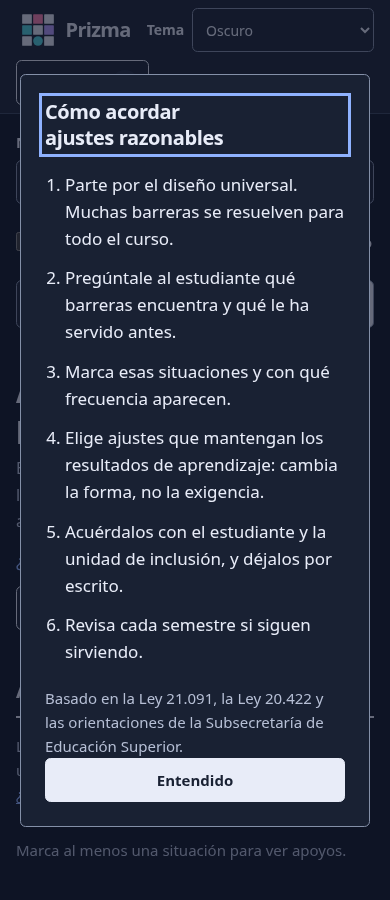 Prizma
Tema
Oscuro
Cómo acordar
ajustes razonables
1. Parte por el diseño universal.
Muchas barreras se resuelven para
todo el curso.
2. Pregúntale al estudiante qué
barreras encuentra y qué le ha
servido antes.
3. Marca esas situaciones y con qué
frecuencia aparecen.
4. Elige ajustes que mantengan los
resultados de aprendizaje: cambia
la forma, no la exigencia.
5. Acuérdalos con el estudiante y la
unidad de inclusión, y déjalos por
escrito.
6. Revisa cada semestre si siguen
sirviendo.
Basado en la Ley 21.091, la Ley 20.422 y
las orientaciones de la Subsecretaría de
Educación Superior.
Entendido
Marca al menos una situación para ver apoyos.